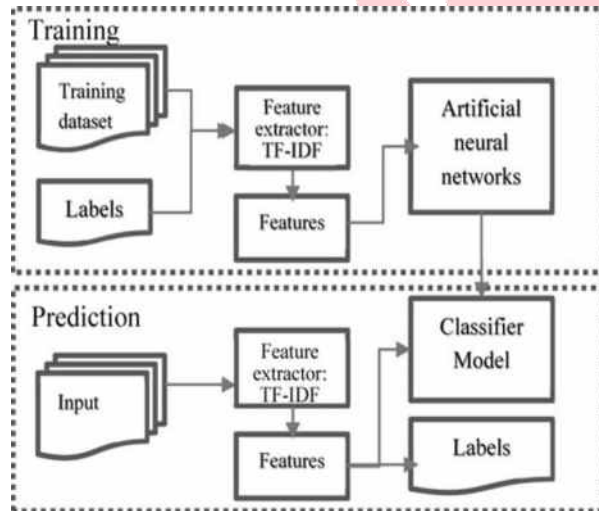 Training
Training
dataset
Labels
Feature
extractor:
TF-IDF
Features
Artificial
neural
networks
Prediction
Input
Feature
extractor:
TF-IDF
Features
Classifier
Model
Labels